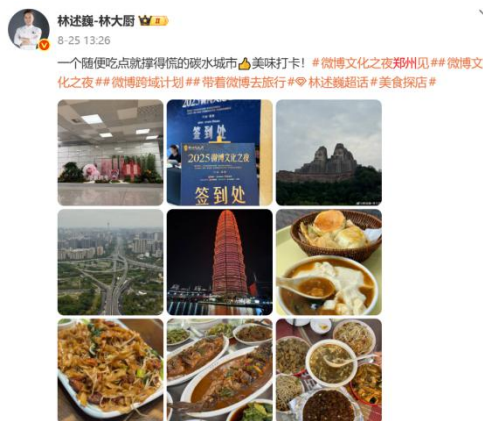 林述巍-林大厨
8-25 13:26
一个随便吃点就撑得慌的碳水城市👍美味打卡！#微博文化之夜郑州见##微博文
化之夜##微博跨域计划##带着微博去旅行#林述巍超话#美食探店#
签到处
2025微博文化之夜
签到处